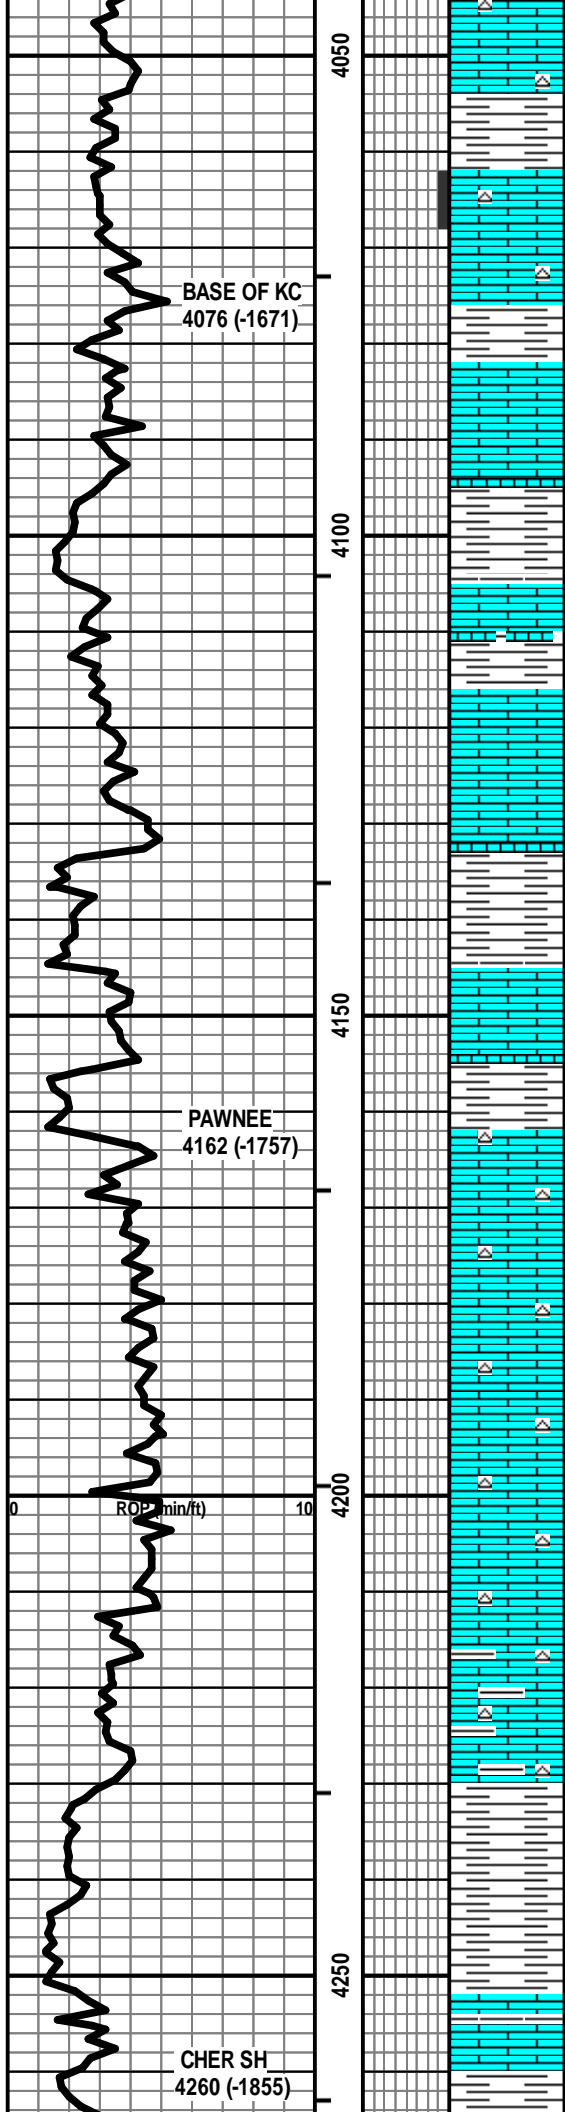 4050
BASE OF KC
4076 (-1671)
4100
4150
PAWNEE
4162 (-1757)
4200
0 ROP (min/ft) 10
4250
CHER SH
4260 (-1855)